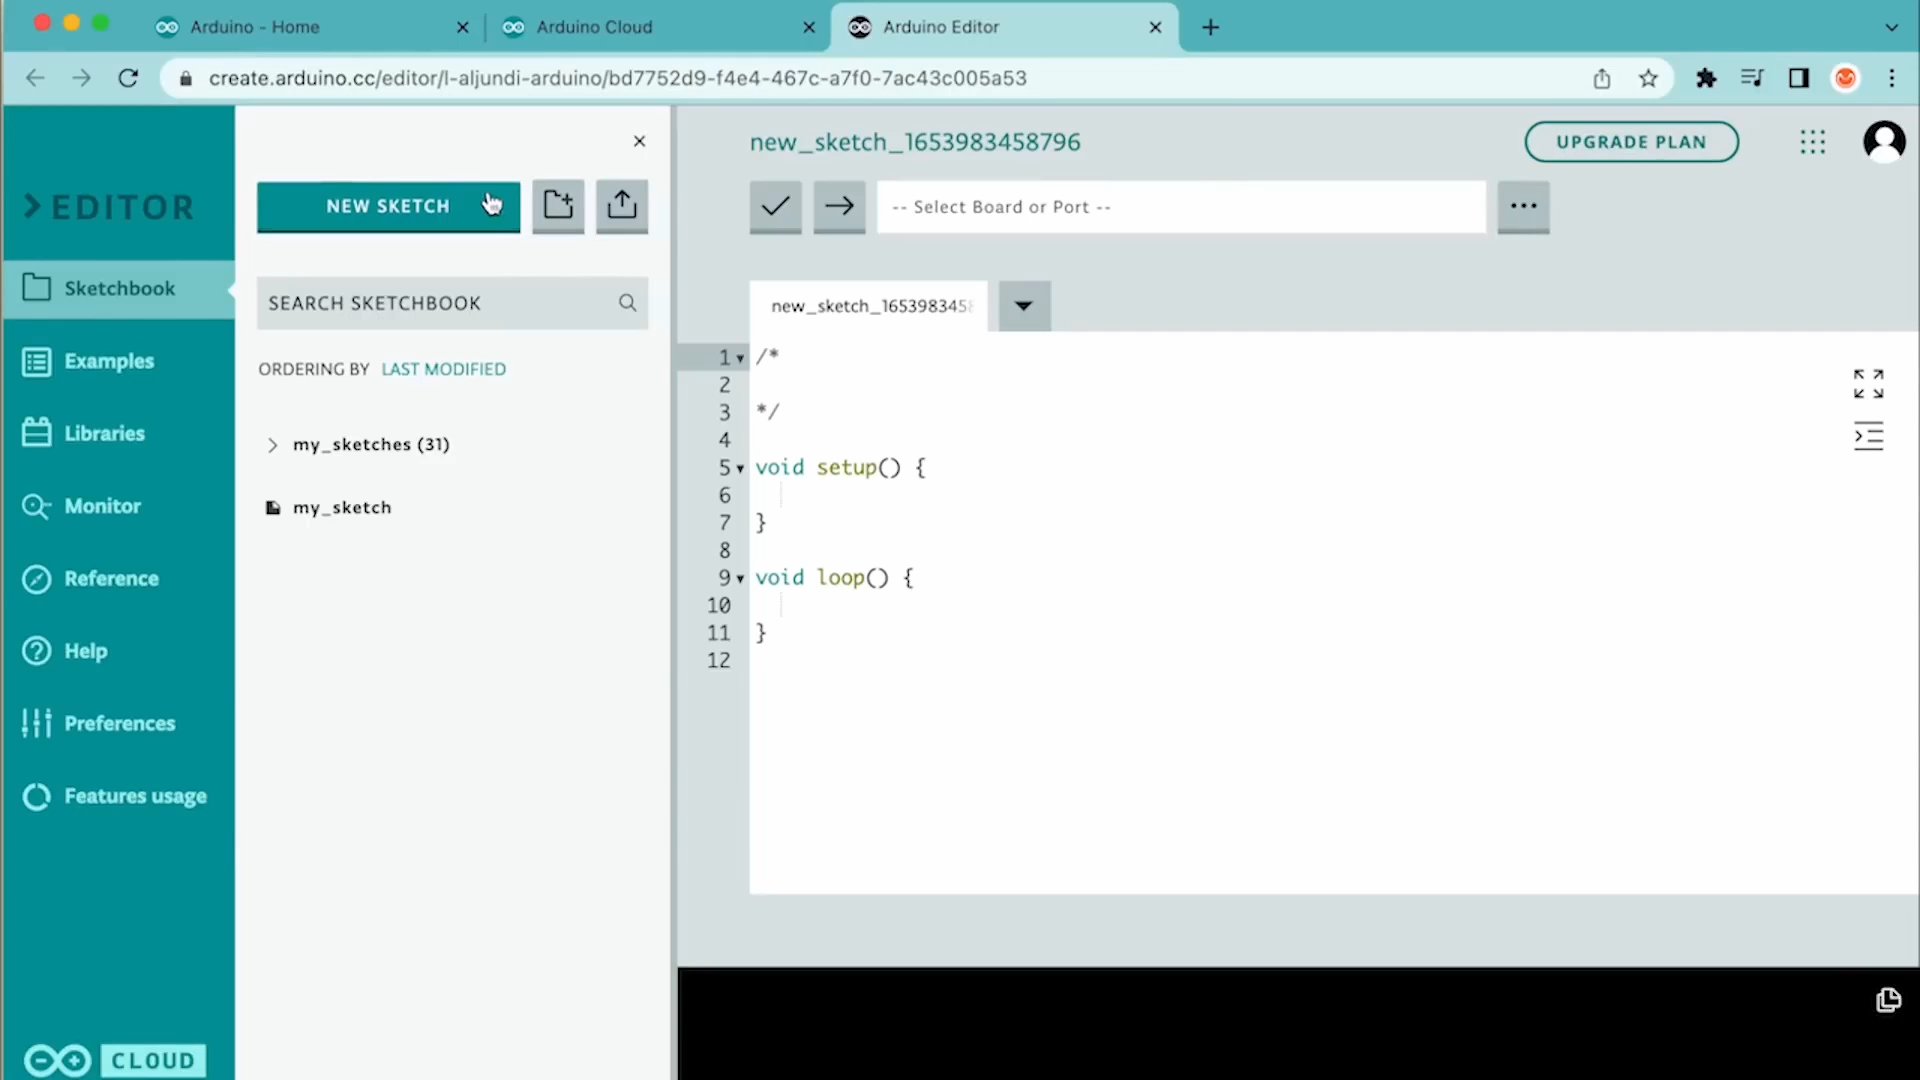 Arduino - Home
Arduino Cloud
Arduino Editor
create.arduino.cc/editor/l-aljundi-arduino/bd7752d9-f4e4-467c-a7f0-7ac43c005a53
EDITOR
Sketchbook
Examples
Libraries
Monitor
Reference
Help
Preferences
Features usage
CLOUD
NEW SKETCH
SEARCH SKETCHBOOK
ORDERING BY LAST MODIFIED
my_sketches (31)
my_sketch
new_sketch_1653983458796
UPGRADE PLAN
-- Select Board or Port --
new_sketch_165398345
1 /*
2
3 */
4
5 void setup() {
6
7 }
8
9 void loop() {
10
11 }
12